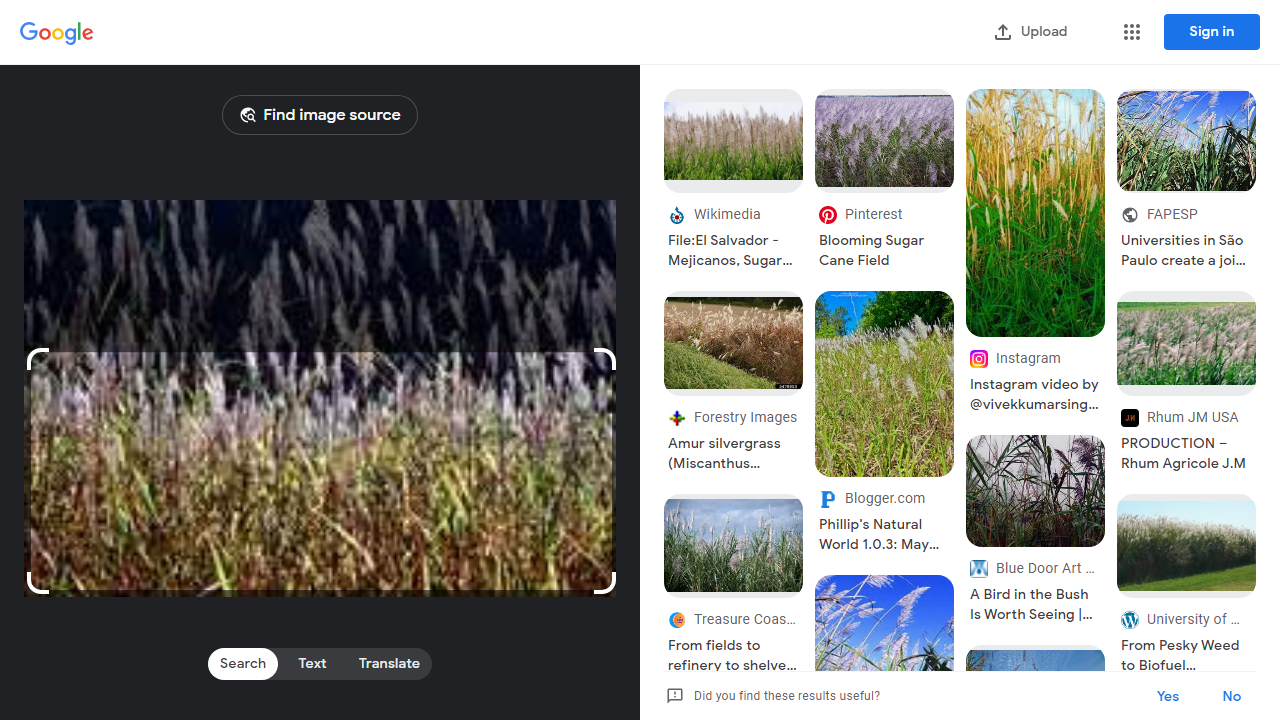 Google
Upload
Sign in
Find image source
Search
Text
Translate
Wikimedia
File:El Salvador -
Mejicanos, Sugar...
Forestry Images
Amur silvergrass
(Miscanthus...
Treasure Coas...
From fields to
refinery to shelve...
Pinterest
Blooming Sugar
Cane Field
Blogger.com
Phillip's Natural
World 1.0.3: May...
Instagram
Instagram video by
@vivekkumarsing...
Blue Door Art ...
A Bird in the Bush
Is Worth Seeing |...
FAPESP
Universities in São
Paulo create a joi...
Rhum JM USA
PRODUCTION –
Rhum Agricole J.M
University of ...
From Pesky Weed
to Biofuel...
Did you find these results useful?
Yes
No